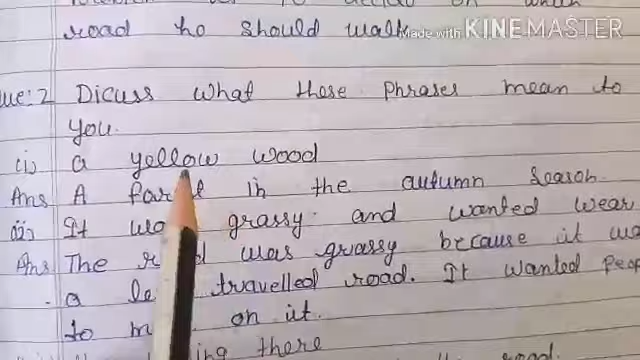 road he should walk
Made with KINEMASTER
Que: 2 Dicuss what these phrases mean to
you.
(i) a yellow wood
Ans A in the autumn season.
(ii) It grassy and wanted wear
Ans The was grassy because it
a travelled road. It wanted
to on it.
there road.